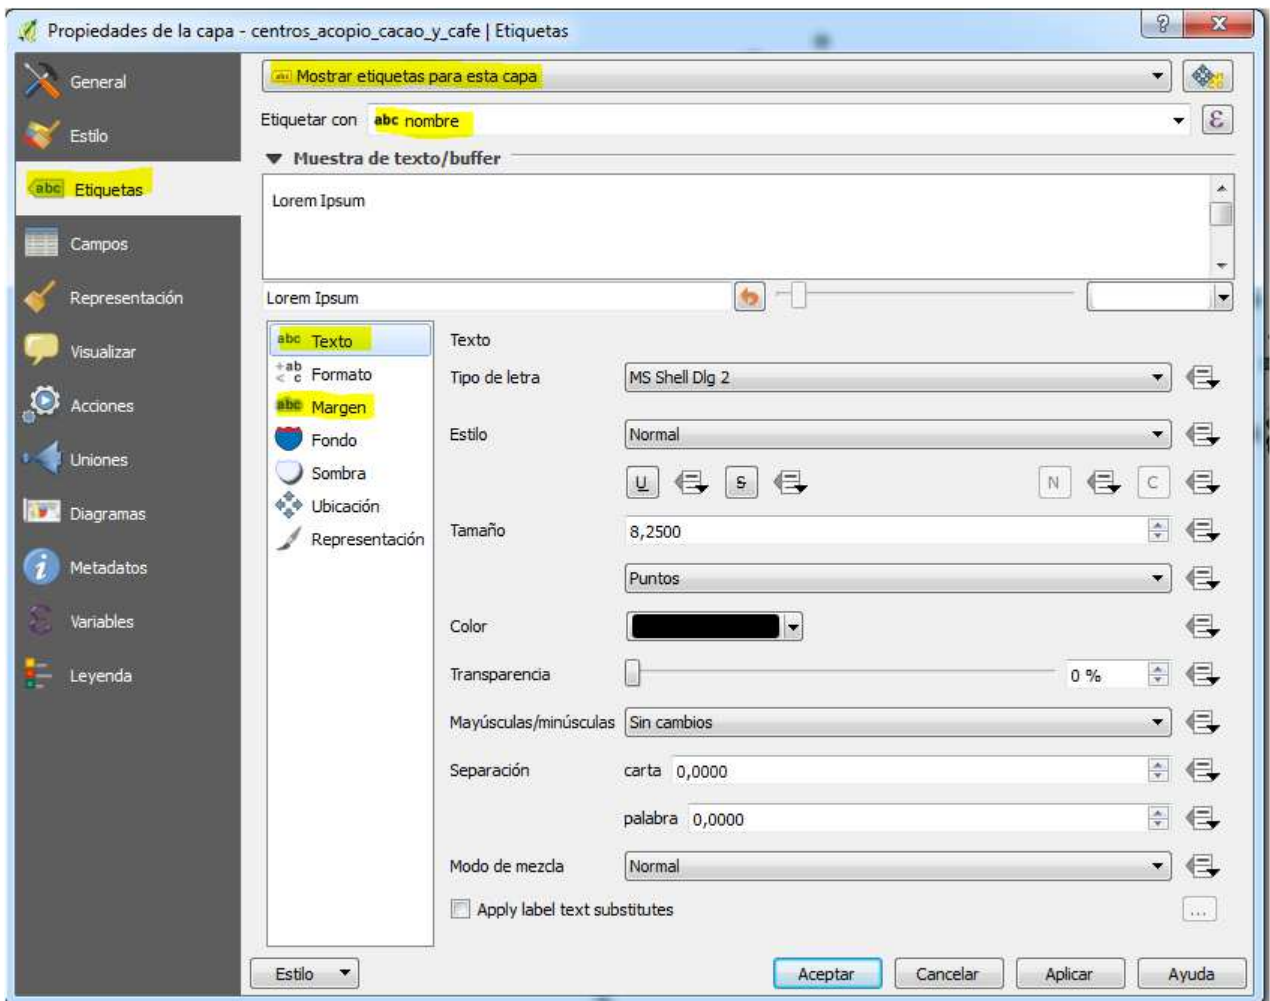 Propiedades de la capa - centros_acopio_cacao_y_cafe | Etiquetas
General
Estilo
abc Etiquetas
Campos
Representación
Visualizar
Acciones
Uniones
Diagramas
Metadatos
Variables
Leyenda
abc Mostrar etiquetas para esta capa
Etiquetar con abc nombre
Muestra de texto/buffer
Lorem Ipsum
Lorem Ipsum
abc Texto
+ab < c Formato
abc Margen
Fondo
Sombra
Ubicación
Representación
Texto
Tipo de letra MS Shell Dlg 2
Estilo Normal
U S N C
Tamaño 8,2500
Puntos
Color
Transparencia 0 %
Mayúsculas/minúsculas Sin cambios
Separación carta 0,0000
palabra 0,0000
Modo de mezcla Normal
Apply label text substitutes ...
Estilo Aceptar Cancelar Aplicar Ayuda